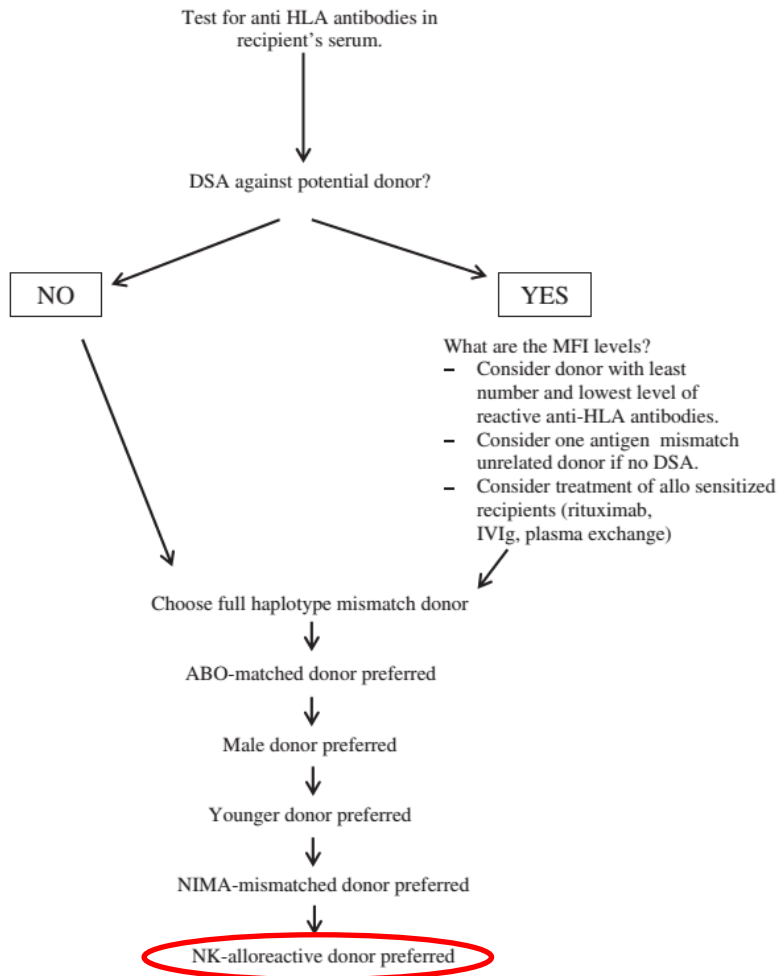 Test for anti HLA antibodies in
recipient's serum.
DSA against potential donor?
NO
YES
What are the MFI levels?
– Consider donor with least
number and lowest level of
reactive anti-HLA antibodies.
– Consider one antigen mismatch
unrelated donor if no DSA.
– Consider treatment of allo sensitized
recipients (rituximab,
IVIg, plasma exchange)
Choose full haplotype mismatch donor
ABO-matched donor preferred
Male donor preferred
Younger donor preferred
NIMA-mismatched donor preferred
NK-alloreactive donor preferred